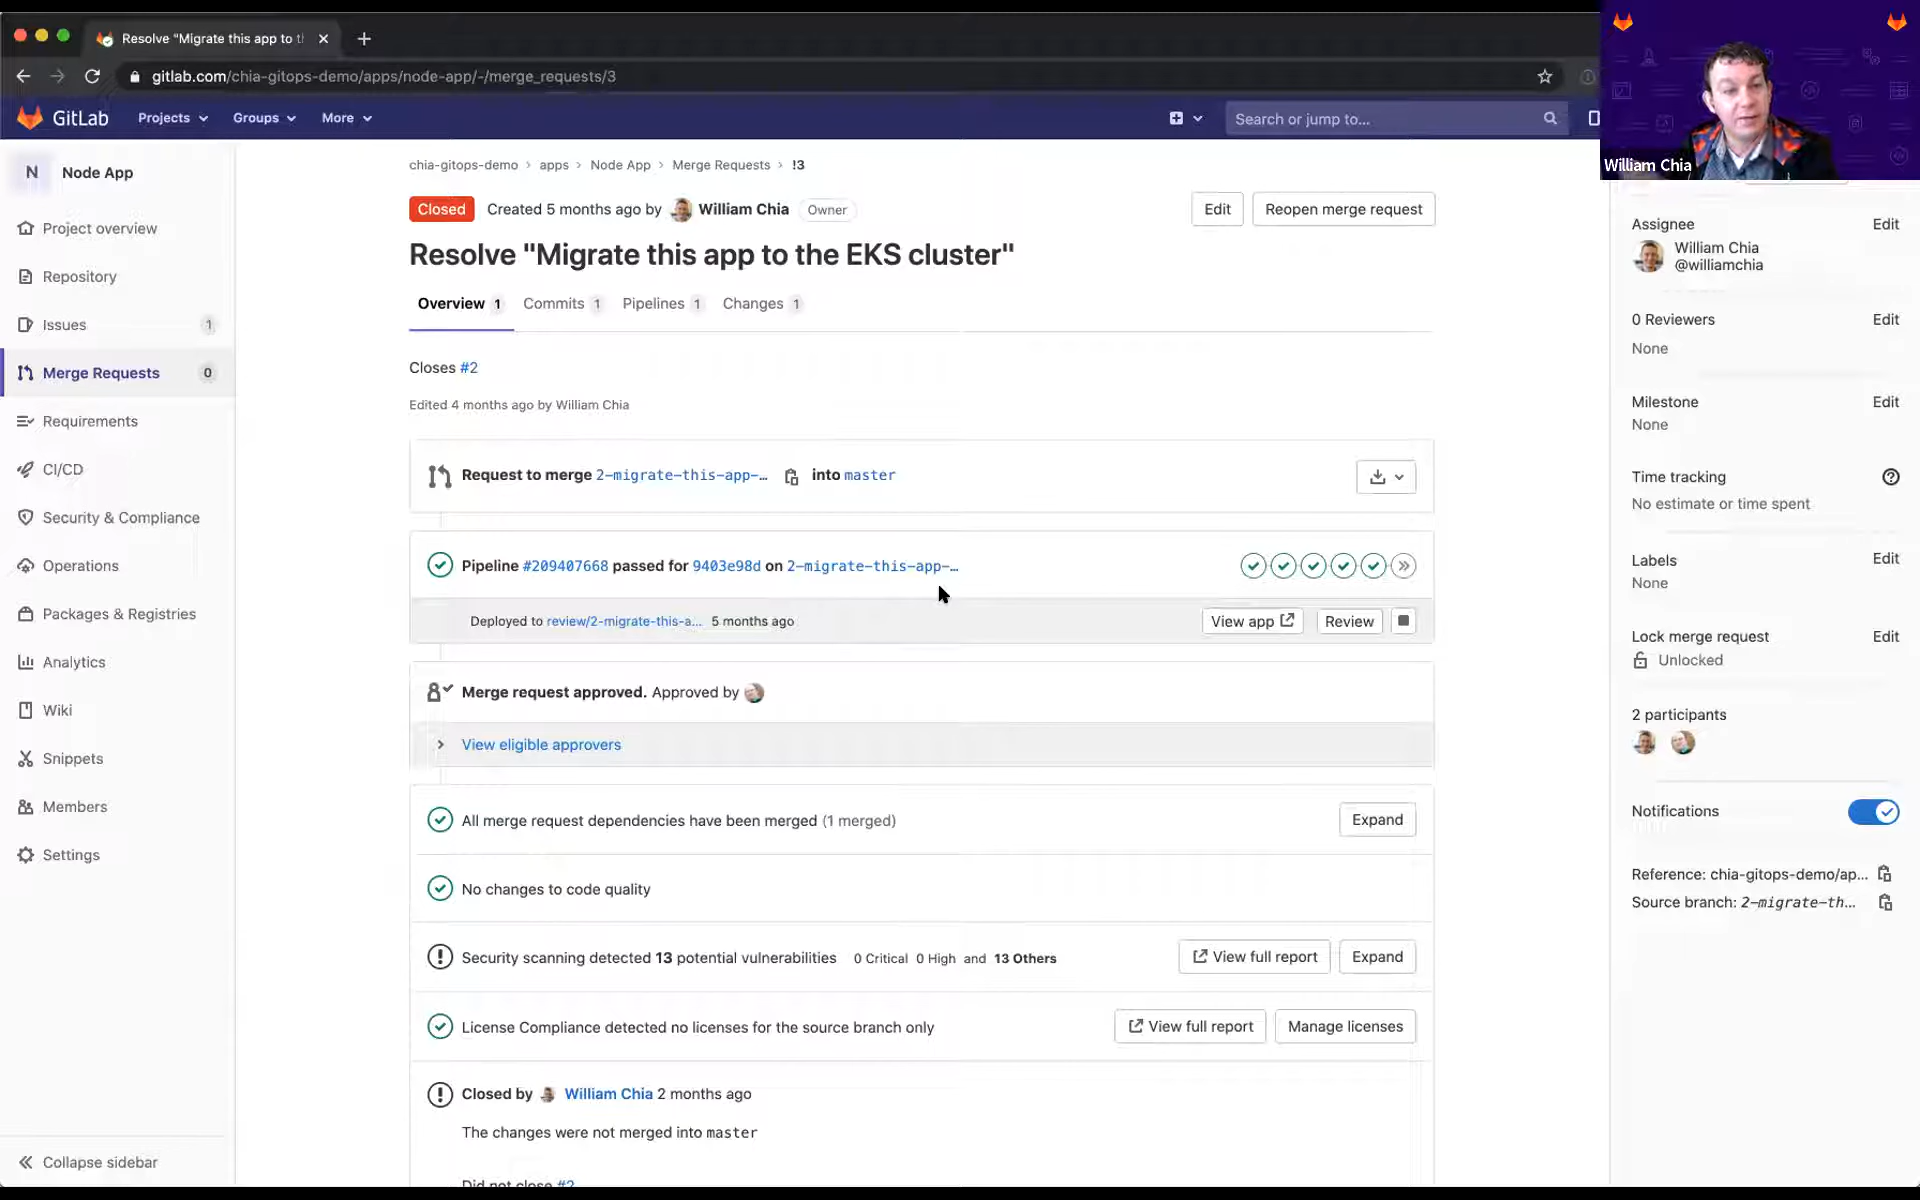 Resolve "Migrate this app to t
gitlab.com/chia-gitops-demo/apps/node-app/-/merge_requests/3
GitLab Projects Groups More Search or jump to...
William Chia
N Node App
Project overview
Repository
Issues 1
Merge Requests 0
Requirements
CI/CD
Security & Compliance
Operations
Packages & Registries
Analytics
Wiki
Snippets
Members
Settings
Collapse sidebar
chia-gitops-demo › apps › Node App › Merge Requests › !3
Closed Created 5 months ago by William Chia Owner Edit Reopen merge request
Resolve "Migrate this app to the EKS cluster"
Overview 1 Commits 1 Pipelines 1 Changes 1
Closes #2
Edited 4 months ago by William Chia
Request to merge 2-migrate-this-app-… into master
Pipeline #209407668 passed for 9403e98d on 2-migrate-this-app-…
Deployed to review/2-migrate-this-a... 5 months ago View app Review
Merge request approved. Approved by
View eligible approvers
All merge request dependencies have been merged (1 merged) Expand
No changes to code quality
Security scanning detected 13 potential vulnerabilities 0 Critical 0 High and 13 Others View full report Expand
License Compliance detected no licenses for the source branch only View full report Manage licenses
Closed by William Chia 2 months ago
The changes were not merged into master
Did not close #2
Assignee Edit
William Chia
@williamchia
0 Reviewers Edit
None
Milestone Edit
None
Time tracking
No estimate or time spent
Labels Edit
None
Lock merge request Edit
Unlocked
2 participants
Notifications
Reference: chia-gitops-demo/ap...
Source branch: 2-migrate-th…